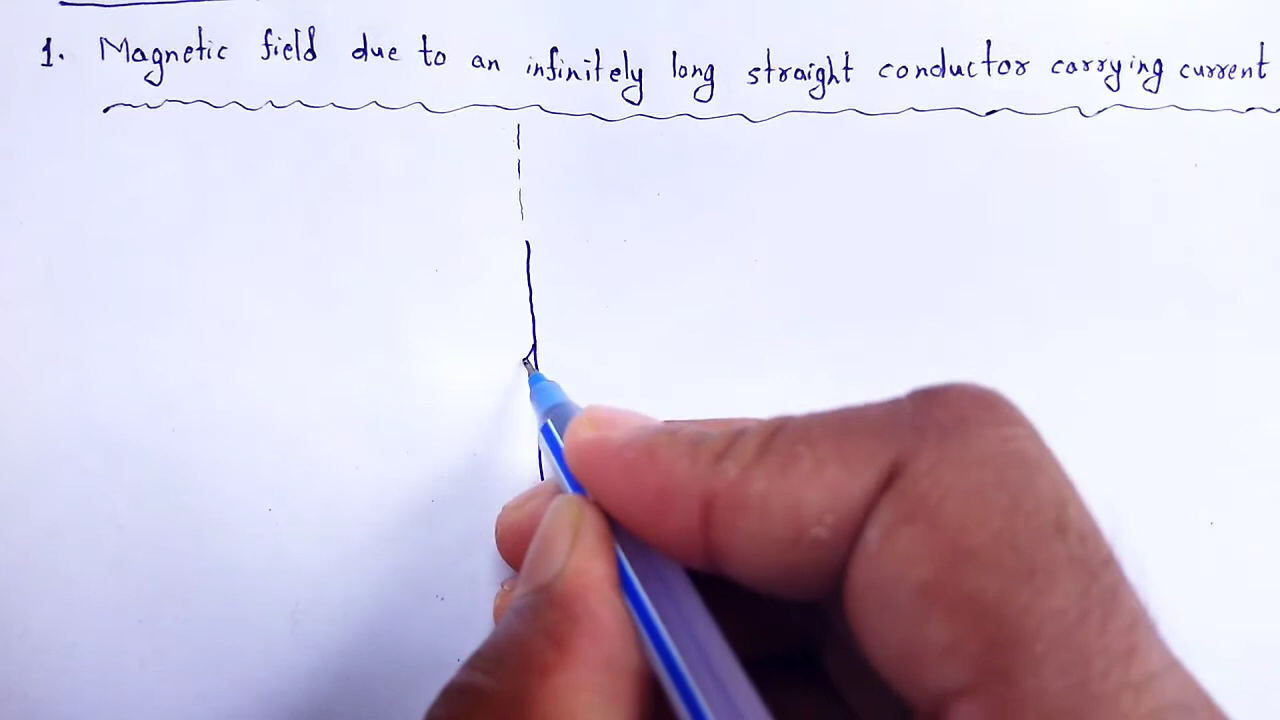 1. Magnetic field due to an infinitely long straight conductor carrying current